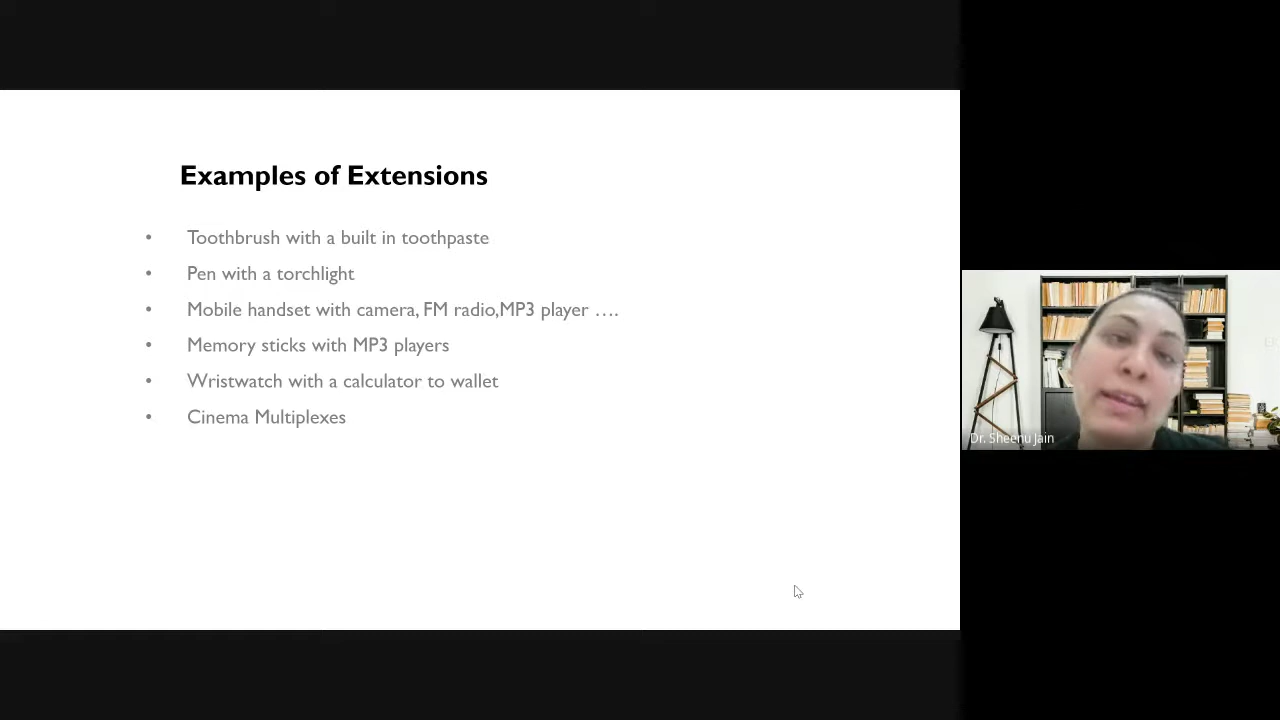 Examples of Extensions
• Toothbrush with a built in toothpaste
• Pen with a torchlight
• Mobile handset with camera, FM radio,MP3 player ….
• Memory sticks with MP3 players
• Wristwatch with a calculator to wallet
• Cinema Multiplexes
Dr. Sheenu Jain